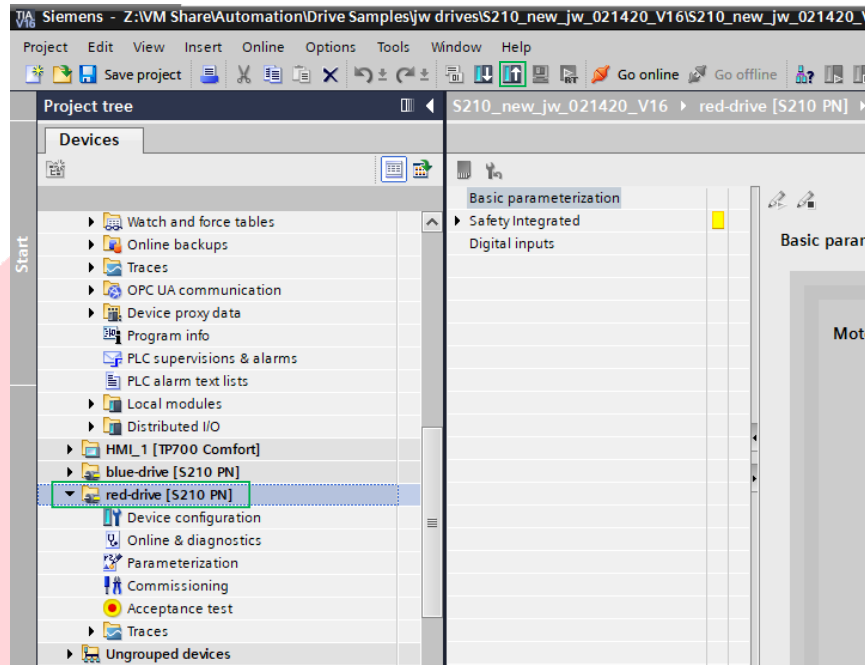 Siemens - Z:\VM Share\Automation\Drive Samples\jw drives\S210_new_jw_021420_V16\S210_new_jw_021420_V
Project Edit View Insert Online Options Tools Window Help
Save project Go online Go offline
Project tree
S210_new_jw_021420_V16 red-drive [S210 PN]
Devices
Start
Watch and force tables
Online backups
Traces
OPC UA communication
Device proxy data
Program info
PLC supervisions & alarms
PLC alarm text lists
Local modules
Distributed I/O
HMI_1 [TP700 Comfort]
blue-drive [S210 PN]
red-drive [S210 PN]
Device configuration
Online & diagnostics
Parameterization
Commissioning
Acceptance test
Traces
Ungrouped devices
Basic parameterization
Safety Integrated
Digital inputs
Basic parar
Mot